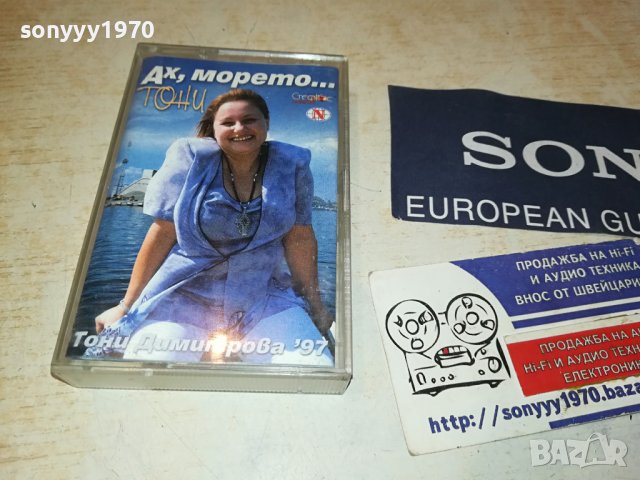 sonyyy1970
Ах, морето...
ТОНИ
N
Тони Димитрова '97
SON
EUROPEAN GU
ПРОДАЖБА НА Hi-Fi
И АУДИО ТЕХНИКА
ВНОС ОТ ШВЕЙЦАРИ
ПРОДАЖБА НА
Hi-Fi И АУДИО ТЕХН
ЕЛЕКТРОНИ
http://sonyyy1970.baza
BAZAR